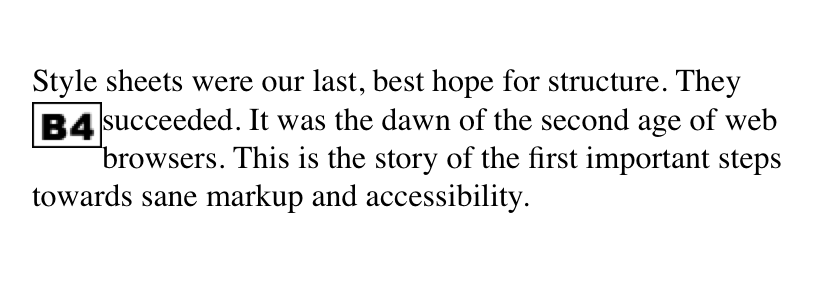 Style sheets were our last, best hope for structure. They
B4 succeeded. It was the dawn of the second age of web
browsers. This is the story of the first important steps
towards sane markup and accessibility.